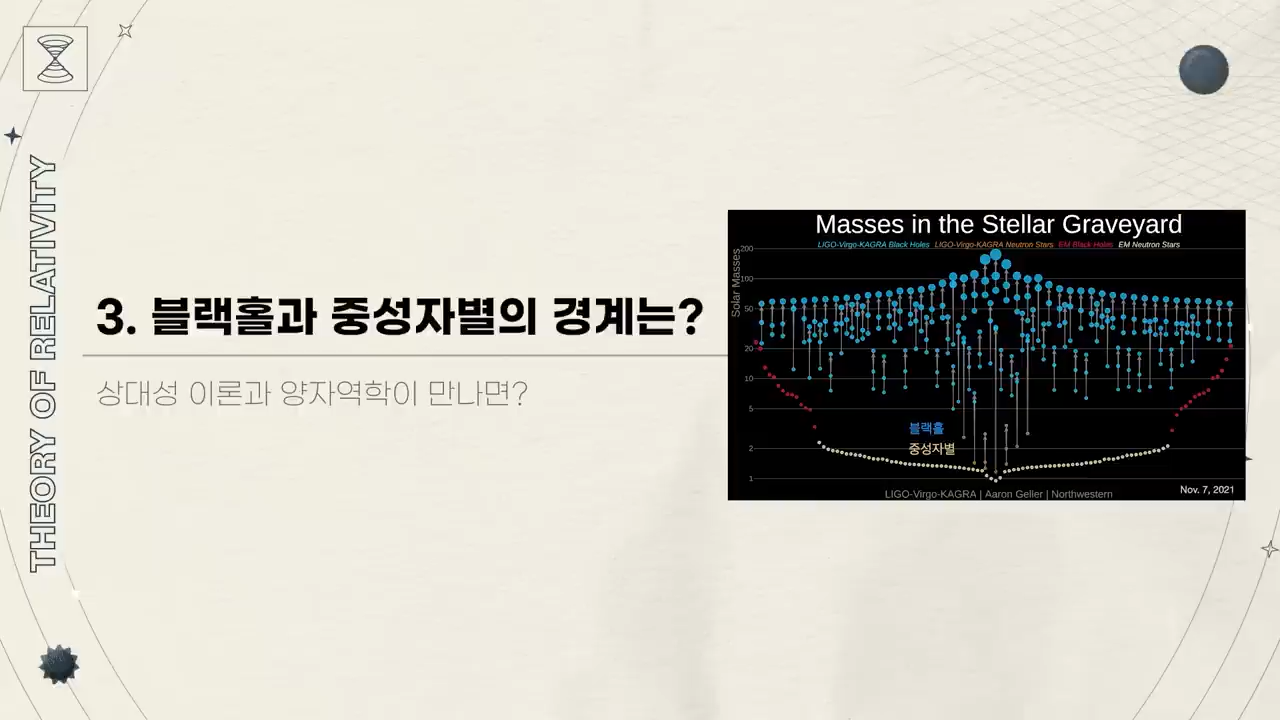 THEORY OF RELATIVITY
3. 블랙홀과 중성자별의 경계는?
상대성 이론과 양자역학이 만나면?
Masses in the Stellar Graveyard
LIGO-Virgo-KAGRA Black Holes LIGO-Virgo-KAGRA Neutron Stars EM Black Holes EM Neutron Stars
Solar Masses
200
100
50
20
10
5
2
1
블랙홀
중성자별
LIGO-Virgo-KAGRA | Aaron Geller | Northwestern
Nov. 7, 2021